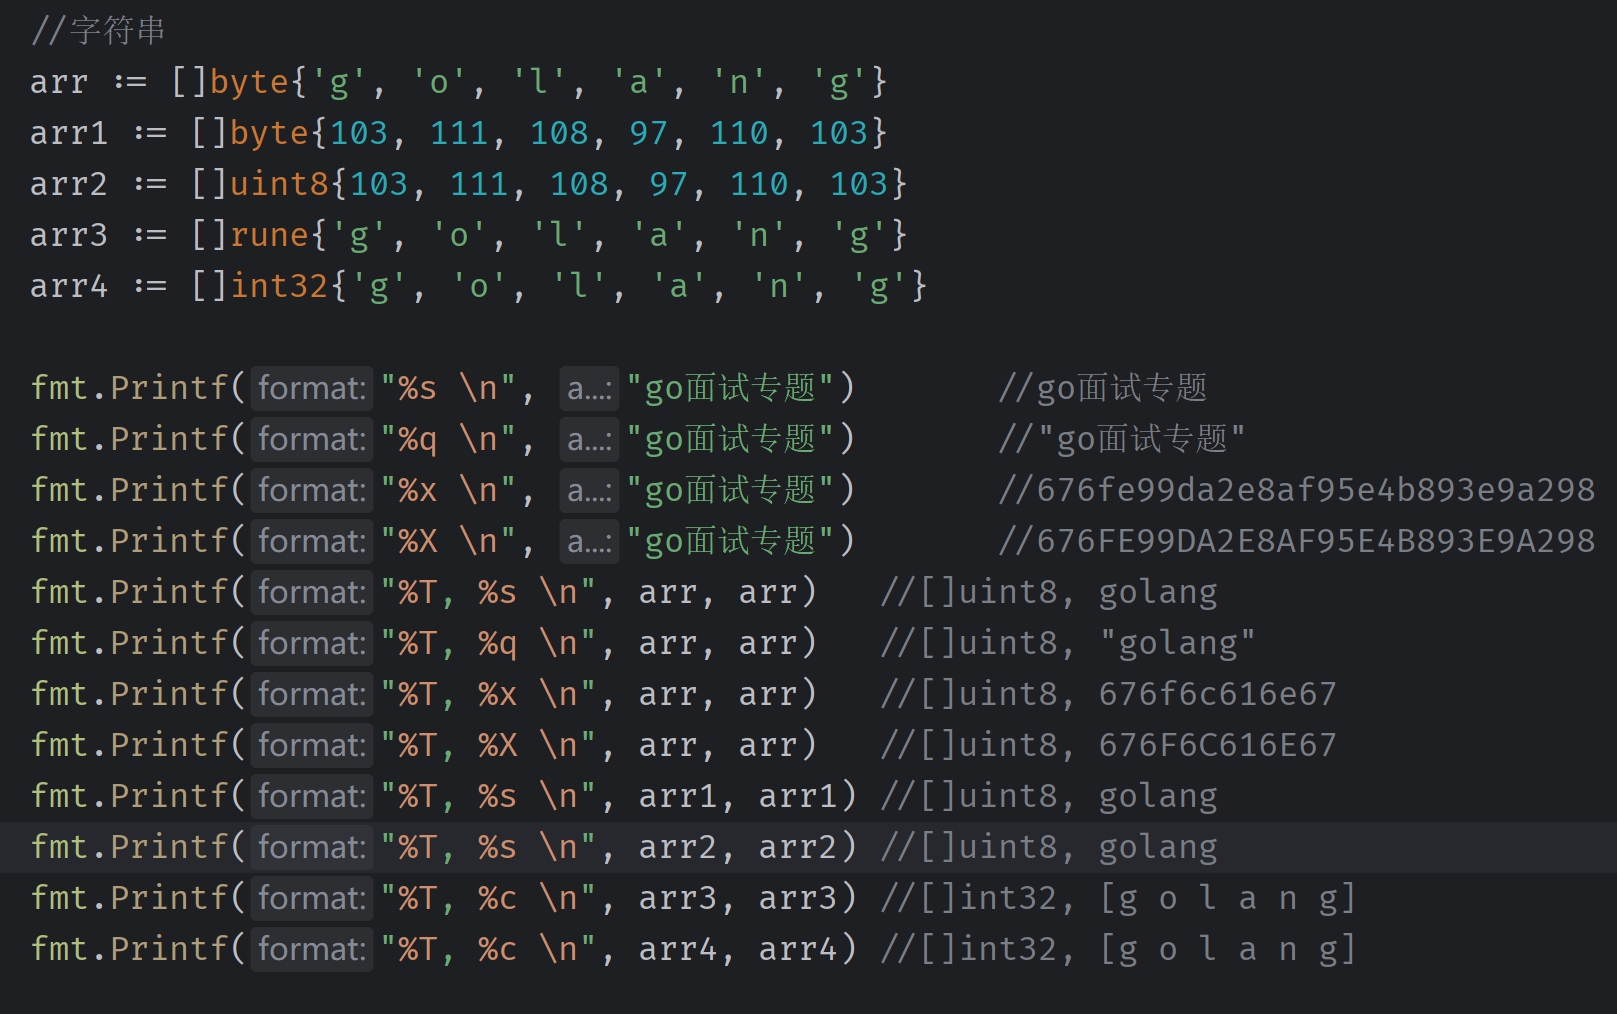 //字符串
arr := []byte{'g', 'o', 'l', 'a', 'n', 'g'}
arr1 := []byte{103, 111, 108, 97, 110, 103}
arr2 := []uint8{103, 111, 108, 97, 110, 103}
arr3 := []rune{'g', 'o', 'l', 'a', 'n', 'g'}
arr4 := []int32{'g', 'o', 'l', 'a', 'n', 'g'}
fmt.Printf( format: "%s \n", a...: "go面试专题") //go面试专题
fmt.Printf( format: "%q \n", a...: "go面试专题") //"go面试专题"
fmt.Printf( format: "%x \n", a...: "go面试专题") //676fe99da2e8af95e4b893e9a298
fmt.Printf( format: "%X \n", a...: "go面试专题") //676FE99DA2E8AF95E4B893E9A298
fmt.Printf( format: "%T, %s \n", arr, arr) //[]uint8, golang
fmt.Printf( format: "%T, %q \n", arr, arr) //[]uint8, "golang"
fmt.Printf( format: "%T, %x \n", arr, arr) //[]uint8, 676f6c616e67
fmt.Printf( format: "%T, %X \n", arr, arr) //[]uint8, 676F6C616E67
fmt.Printf( format: "%T, %s \n", arr1, arr1) //[]uint8, golang
fmt.Printf( format: "%T, %s \n", arr2, arr2) //[]uint8, golang
fmt.Printf( format: "%T, %c \n", arr3, arr3) //[]int32, [g o l a n g]
fmt.Printf( format: "%T, %c \n", arr4, arr4) //[]int32, [g o l a n g]